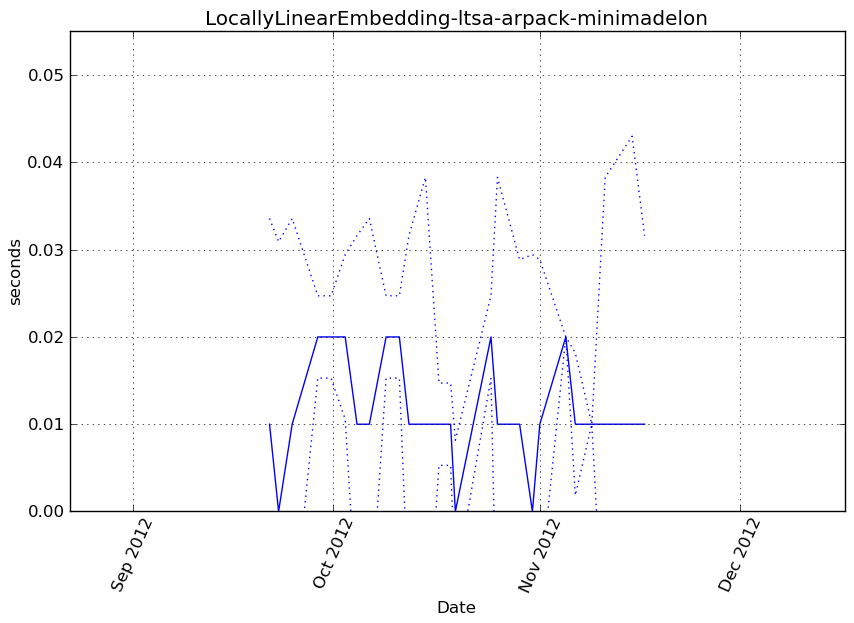 LocallyLinearEmbedding-ltsa-arpack-minimadelon
0.05
0.04
0.03
0.02
0.01
0.00
seconds
Sep 2012
Oct 2012
Nov 2012
Dec 2012
Date